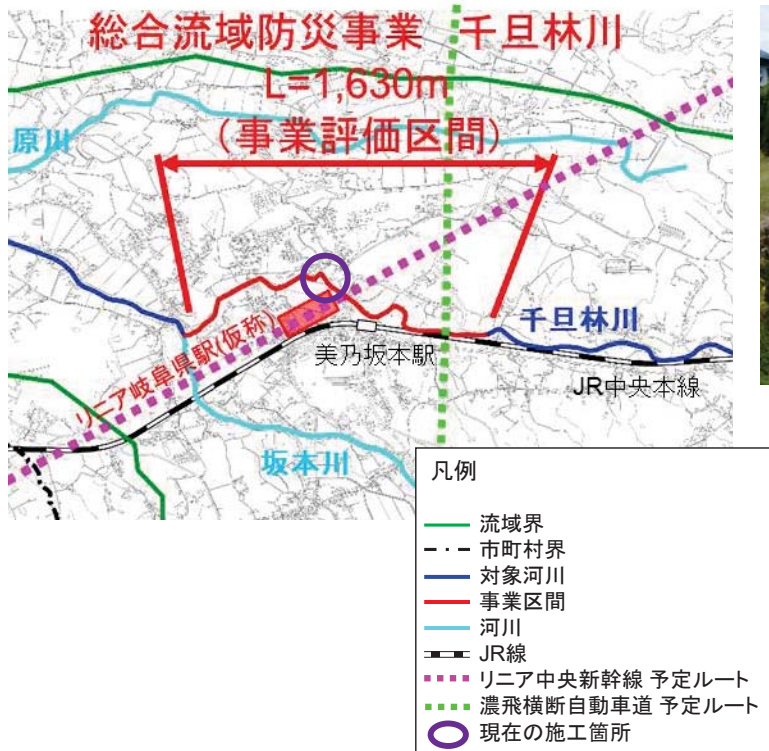 総合流域防災事業 千旦林川
L=1,630m
(事業評価区間)
原川
千旦林川
リニア岐阜県駅(仮称)
美乃坂本駅
JR中央本線
坂本川
凡例
流域界
市町村界
対象河川
事業区間
河川
JR線
リニア中央新幹線 予定ルート
濃飛横断自動車道 予定ルート
現在の施工箇所